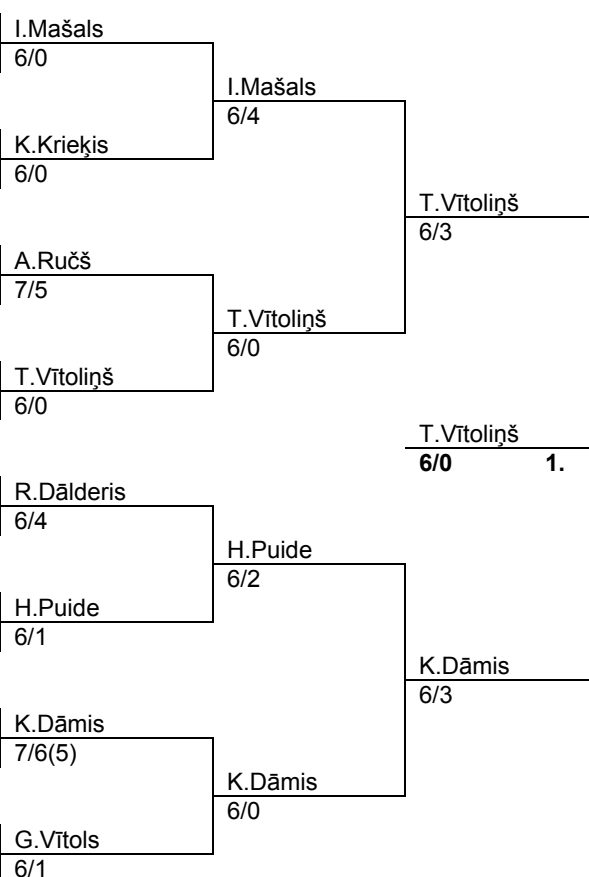 I.Mašals
6/0
I.Mašals
6/4
K.Krieķis
6/0
T.Vītoliņš
6/3
A.Ručš
7/5
T.Vītoliņš
6/0
T.Vītoliņš
6/0
T.Vītoliņš
6/0 1.
R.Dālderis
6/4
H.Puide
6/2
H.Puide
6/1
K.Dāmis
6/3
K.Dāmis
7/6(5)
K.Dāmis
6/0
G.Vītols
6/1